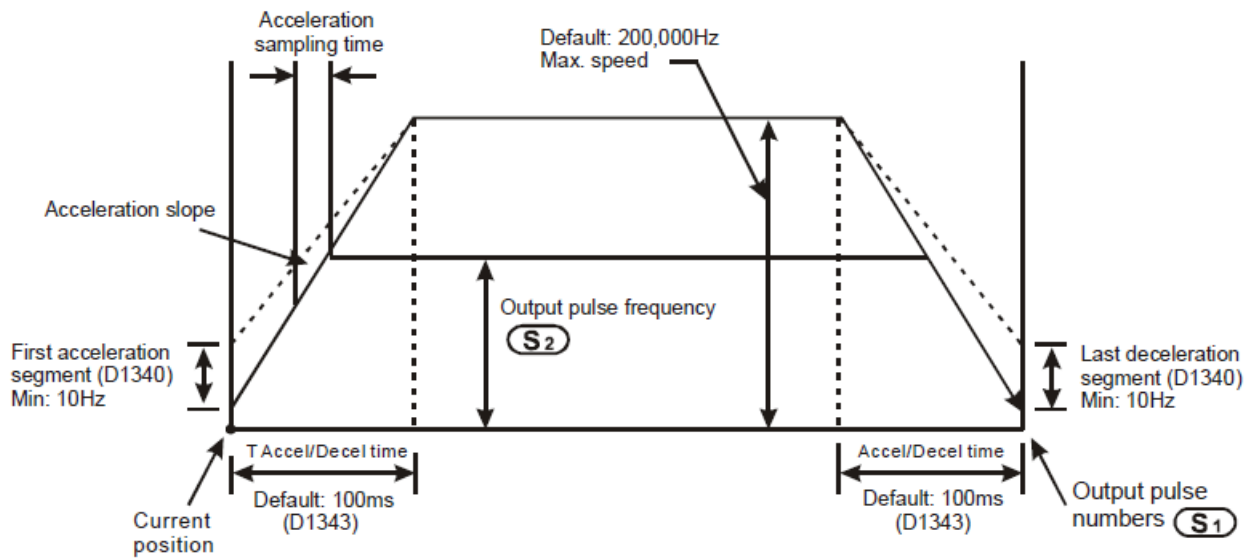 Acceleration
sampling time
Default: 200,000Hz
Max. speed
Acceleration slope
Output pulse frequency
S2
First acceleration
segment (D1340)
Min: 10Hz
Last deceleration
segment (D1340)
Min: 10Hz
T Accel/Decel time
Accel/Decel time
Default: 100ms
(D1343)
Default: 100ms
(D1343)
Current
position
Output pulse
numbers S1